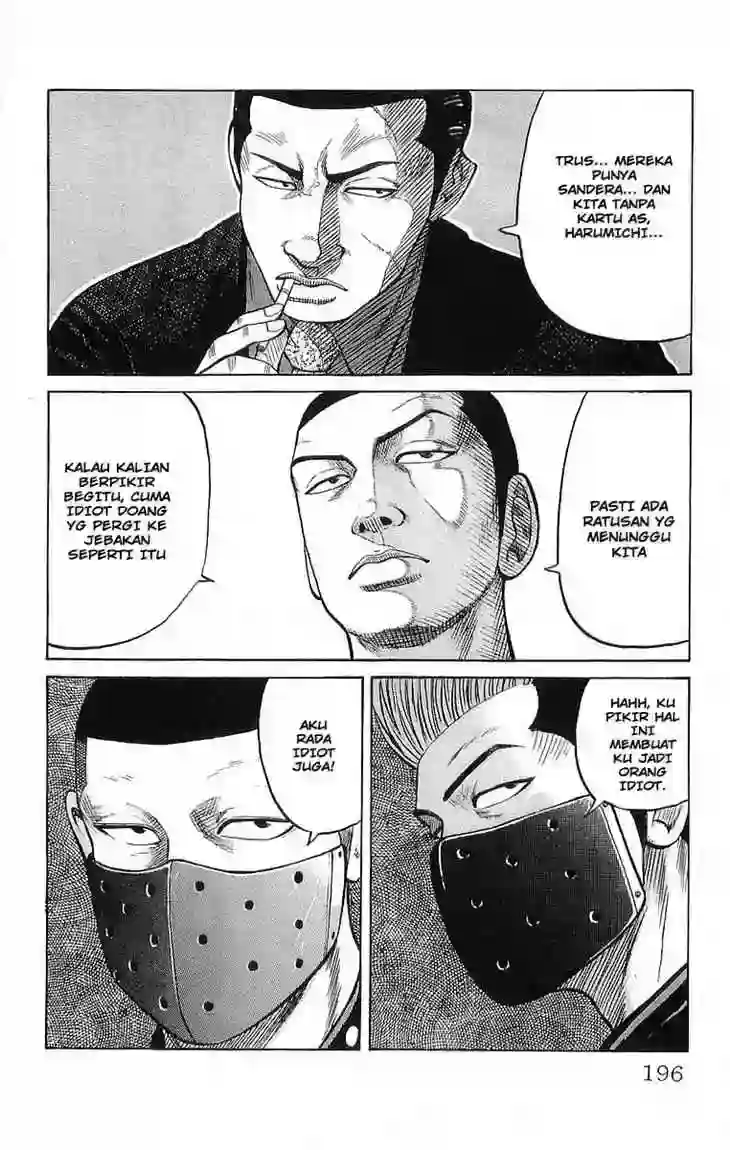 TRUS... MEREKA
PUNYA
SANDERA... DAN
KITA TANPA
KARTU AS,
HARUMICHI...
PASTI ADA
RATUSAN YG
MENUNGGU
KITA
KALAU KALIAN
BERPIKIR
BEGITU, CUMA
IDIOT DOANG
YG PERGI KE
JEBAKAN
SEPERTI ITU
HAHH, KU
PIKIR HAL
INI
MEMBUAT
KU JADI
ORANG
IDIOT.
AKU
RADA
IDIOT
JUGA!
196